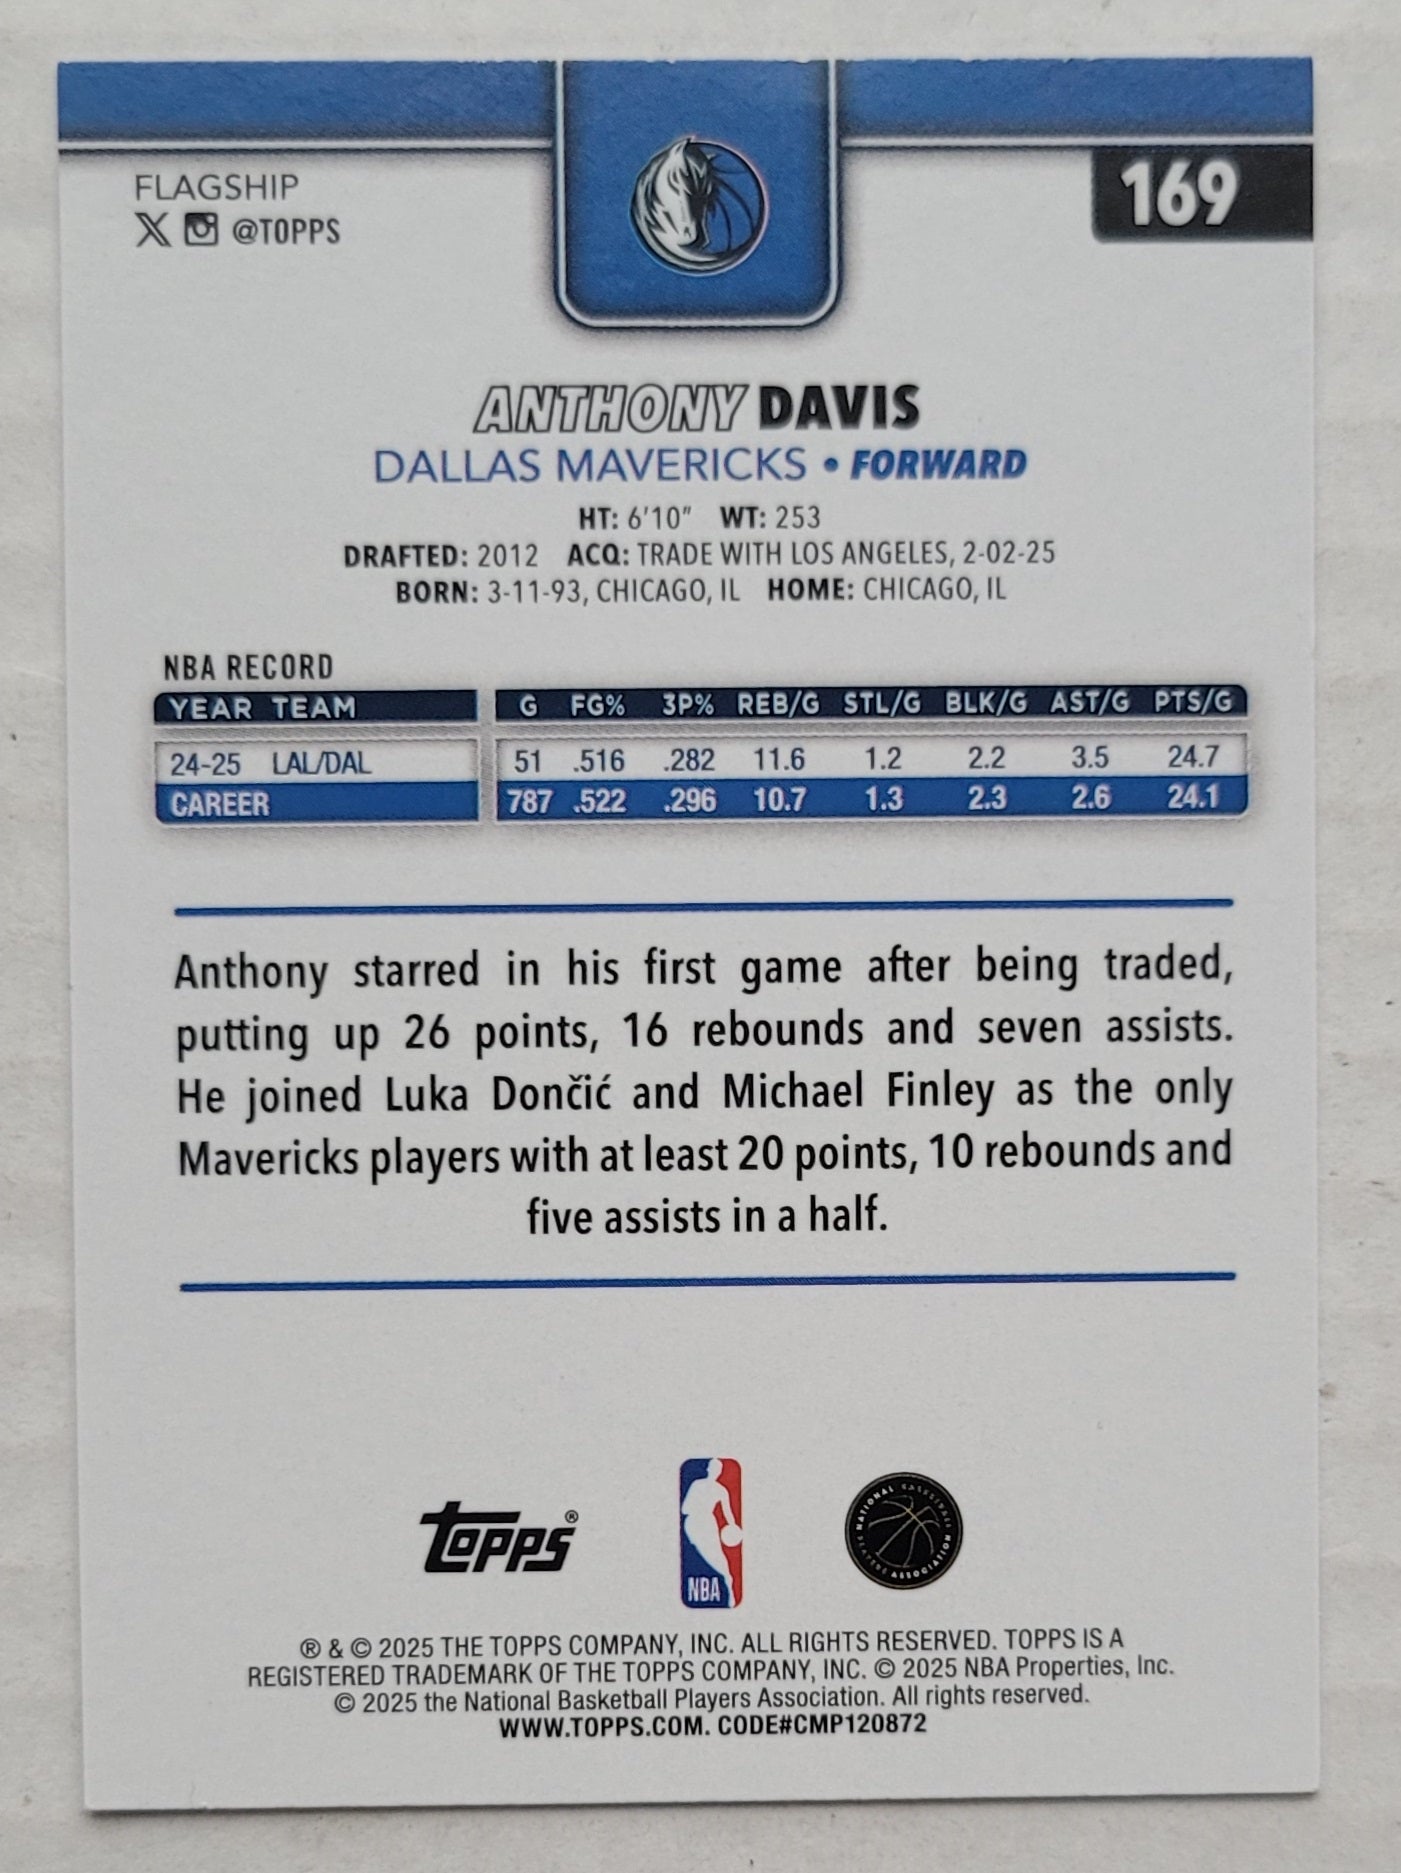 FLAGSHIP
@TOPPS
169
ANTHONY DAVIS
DALLAS MAVERICKS • FORWARD
HT: 6'10" WT: 253
DRAFTED: 2012 ACQ: TRADE WITH LOS ANGELES, 2-02-25
BORN: 3-11-93, CHICAGO, IL HOME: CHICAGO, IL
NBA RECORD
YEAR TEAM G FG% 3P% REB/G STL/G BLK/G AST/G PTS/G
24-25 LAL/DAL 51 .516 .282 11.6 1.2 2.2 3.5 24.7
CAREER 787 .522 .296 10.7 1.3 2.3 2.6 24.1
Anthony starred in his first game after being traded,
putting up 26 points, 16 rebounds and seven assists.
He joined Luka Dončić and Michael Finley as the only
Mavericks players with at least 20 points, 10 rebounds and
five assists in a half.
Topps®
NBA
NATIONAL BASKETBALL PLAYERS ASSOCIATION
® & © 2025 THE TOPPS COMPANY, INC. ALL RIGHTS RESERVED. TOPPS IS A
REGISTERED TRADEMARK OF THE TOPPS COMPANY, INC. © 2025 NBA Properties, Inc.
© 2025 the National Basketball Players Association. All rights reserved.
WWW.TOPPS.COM. CODE#CMP120872